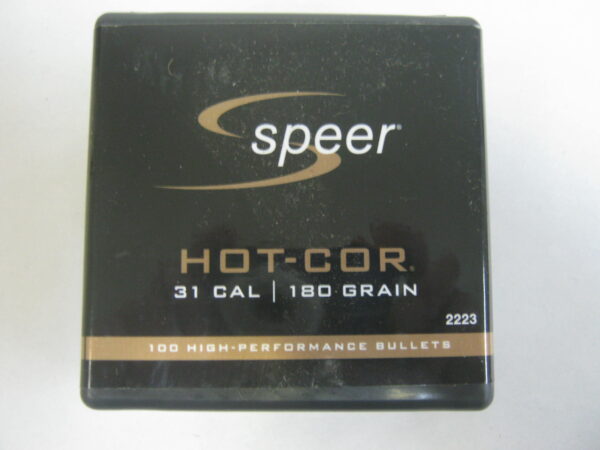 speer®
HOT-COR®
31 CAL | 180 GRAIN
2223
100 HIGH-PERFORMANCE BULLETS